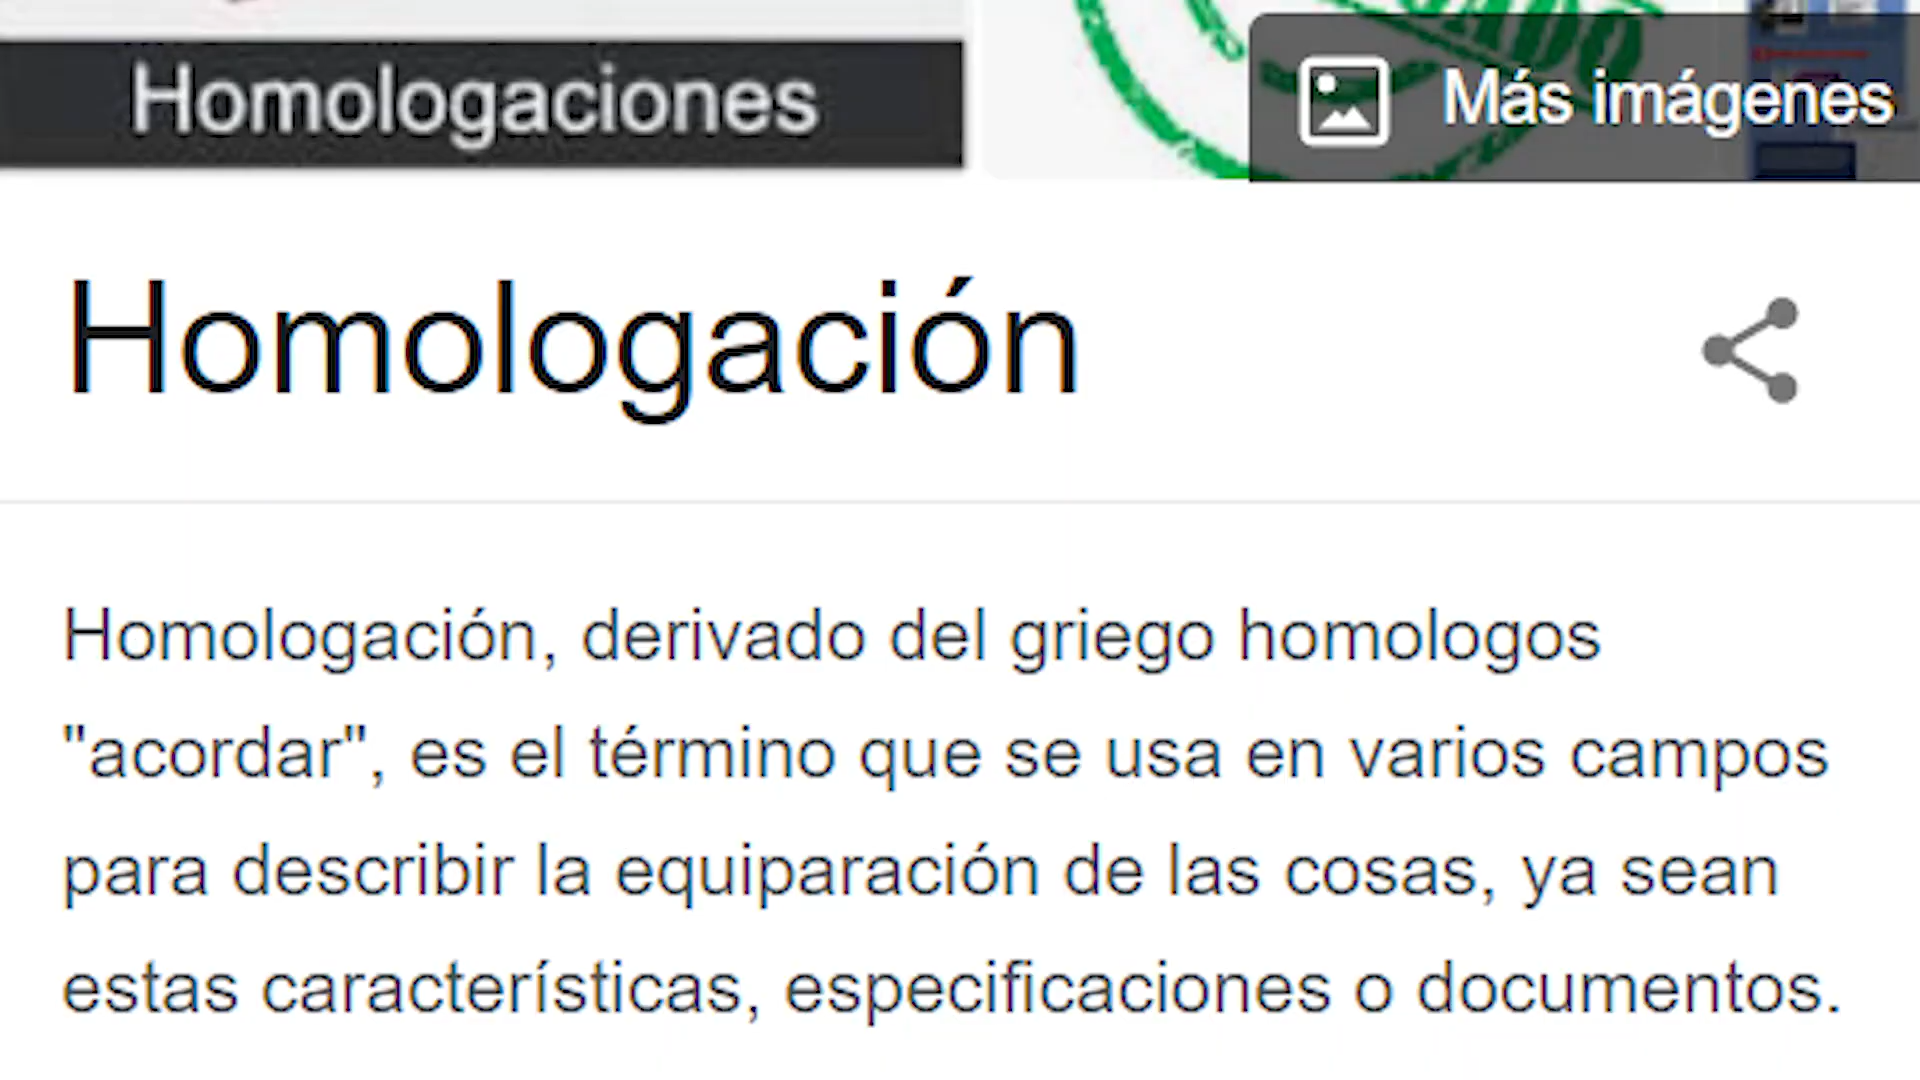 Homologaciones
Más imágenes
Homologación
Homologación, derivado del griego homologos
"acordar", es el término que se usa en varios campos
para describir la equiparación de las cosas, ya sean
estas características, especificaciones o documentos.